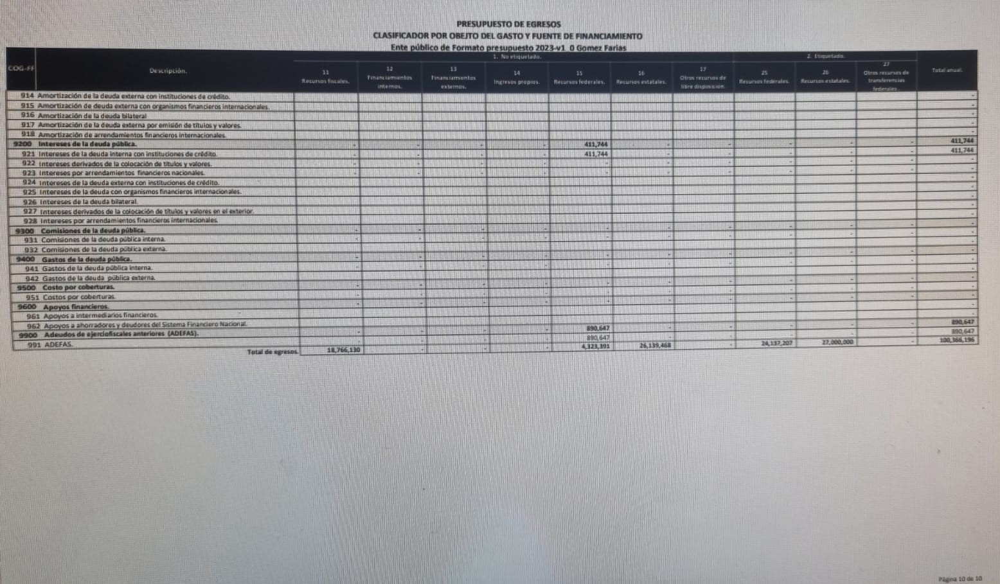 PRESUPUESTO DE EGRESOS
CLASIFICADOR POR OBEJTO DEL GASTO Y FUENTE DE FINANCIAMIENTO
Ente público de Formato presupuesto 2023-v1_0 Gomez Farias
1. No etiquetado. 2. Etiquetado.
COG-FF Descripción. 11 Recursos fiscales. 12 Financiamientos internos. 13 Financiamientos externos. 14 Ingresos propios. 15 Recursos federales. 16 Recursos estatales. 17 Otros recursos de libre disposición. 25 Recursos federales. 26 Recursos estatales. 27 Otros recursos de transferencias federales. Total anual.
914 Amortización de la deuda externa con instituciones de crédito. -
915 Amortización de deuda externa con organismos financieros internacionales. -
916 Amortización de la deuda bilateral -
917 Amortización de la deuda externa por emisión de títulos y valores. -
918 Amortización de arrendamientos financieros internacionales. -
9200 Intereses de la deuda pública. - - - - 411,744 - - - - - 411,744
921 Intereses de la deuda interna con instituciones de crédito. - - - - 411,744 - - - - - 411,744
922 Intereses derivados de la colocación de títulos y valores. - - - - - - - - - - -
923 Intereses por arrendamientos financieros nacionales. - - - - - - - - - - -
924 Intereses de la deuda externa con instituciones de crédito. -
925 Intereses de la deuda con organismos financieros internacionales. -
926 Intereses de la deuda bilateral. -
927 Intereses derivados de la colocación de títulos y valores en el exterior. -
928 Intereses por arrendamientos financieros internacionales. -
9300 Comisiones de la deuda pública. - - - - - - - - - - -
931 Comisiones de la deuda pública interna. - - - - - - - - - - -
932 Comisiones de la deuda pública externa. -
9400 Gastos de la deuda pública. - - - - - - - - - - -
941 Gastos de la deuda pública interna. - - - - - - - - - - -
942 Gastos de la deuda pública externa. -
9500 Costo por coberturas. - - - - - - - - - - -
951 Costos por coberturas. - - - - - - - - - - -
9600 Apoyos financieros. - - - - - - - - - - -
961 Apoyos a intermediarios financieros. -
962 Apoyos a ahorradores y deudores del Sistema Financiero Nacional. -
9900 Adeudos de ejerciofiscales anteriores (ADEFAS). - - - - 890,647 - - - - - 890,647
991 ADEFAS. - - - - 890,647 - - - - - 890,647
Total de egresos. 18,766,130 - - - 4,323,391 26,139,468 - 24,137,207 27,000,000 - 100,366,196
Página 10 de 10